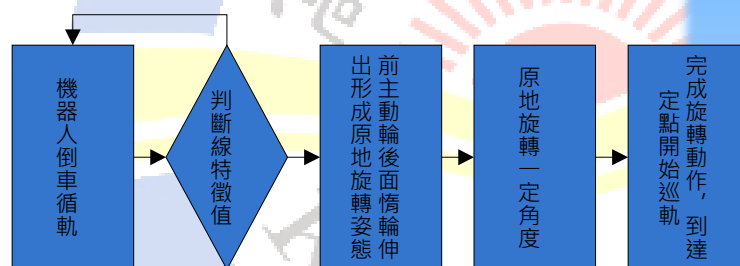 機器人倒車循軌
判斷線特徵值
前主動輪後面惰輪伸
出形成原地旋轉姿態
原地旋轉一定角度
完成旋轉動作，到達
定點開始巡軌